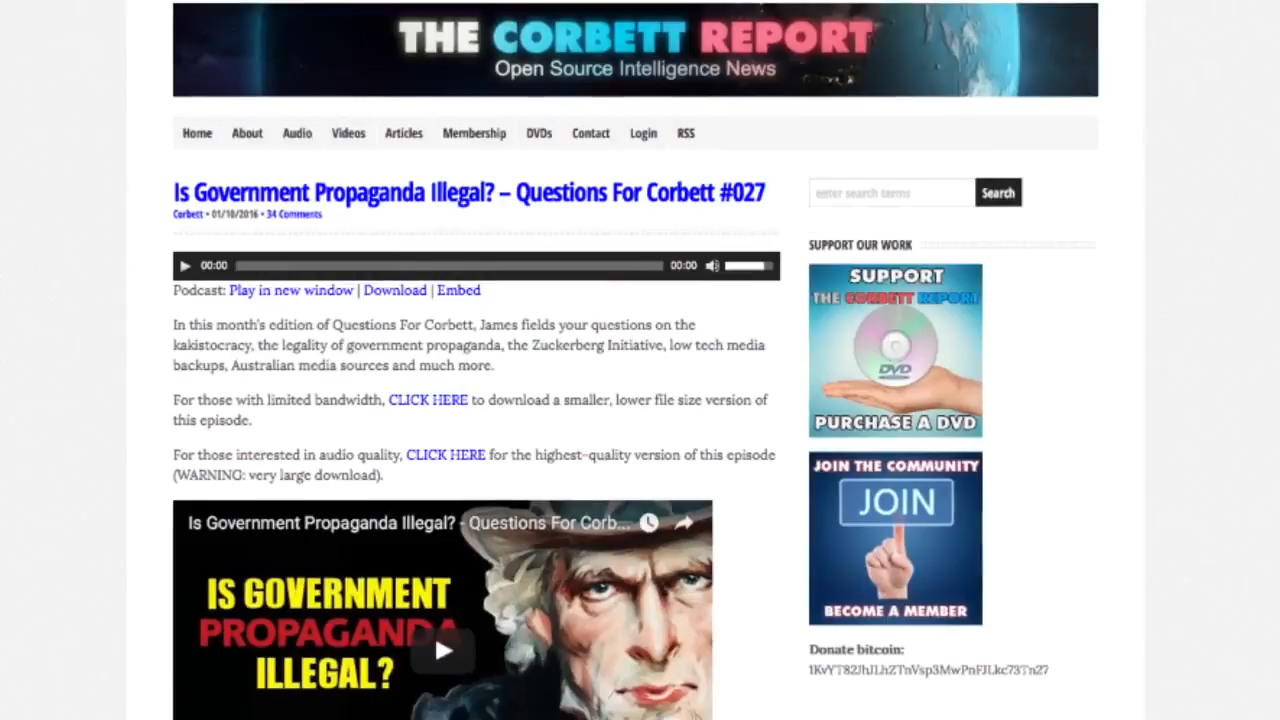 THE CORBETT REPORT
Open Source Intelligence News
Home About Audio Videos Articles Membership DVDs Contact Login RSS
Is Government Propaganda Illegal? – Questions For Corbett #027
Corbett • 01/10/2016 • 34 Comments
00:00 00:00
Podcast: Play in new window | Download | Embed
In this month's edition of Questions For Corbett, James fields your questions on the
kakistocracy, the legality of government propaganda, the Zuckerberg Initiative, low tech media
backups, Australian media sources and much more.
For those with limited bandwidth, CLICK HERE to download a smaller, lower file size version of
this episode.
For those interested in audio quality, CLICK HERE for the highest-quality version of this episode
(WARNING: very large download).
Is Government Propaganda Illegal? - Questions For Corb...
IS GOVERNMENT
PROPAGANDA
ILLEGAL?
enter search terms Search
SUPPORT OUR WORK
SUPPORT
THE CORBETT REPORT
DVD
PURCHASE A DVD
JOIN THE COMMUNITY
JOIN
BECOME A MEMBER
Donate bitcoin: